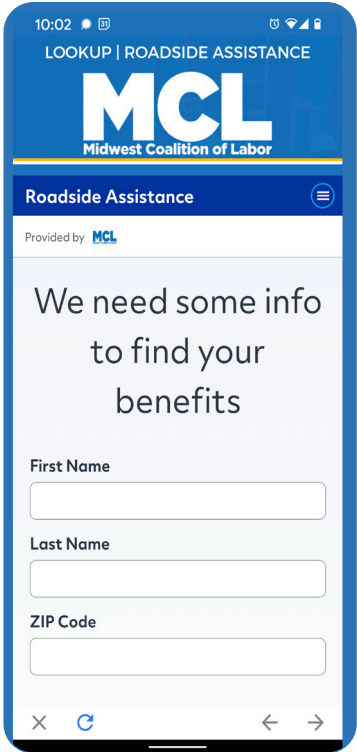 10:02 31
LOOKUP | ROADSIDE ASSISTANCE
MCL
Midwest Coalition of Labor
Roadside Assistance
Provided by MCL
We need some info
to find your
benefits
First Name
Last Name
ZIP Code